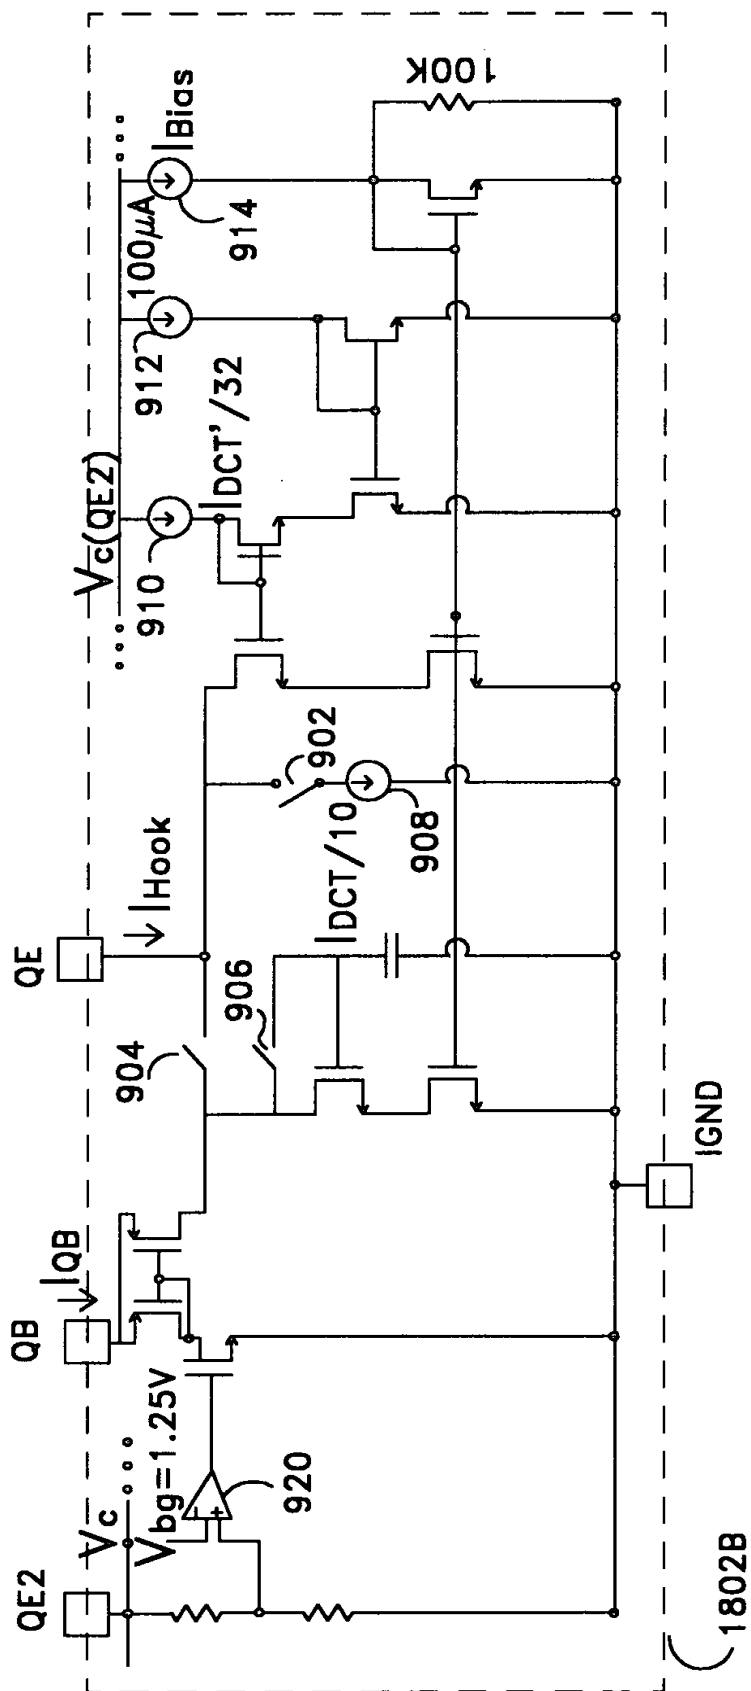 QE2
QB
IQB
QE
IHook
Vc
Vbg=1.25V
920
904
906
IDCT/10
902
908
Vc(QE2)
910
IDCT'/32
912
100μA
914
IBias
100K
IGND
1802B